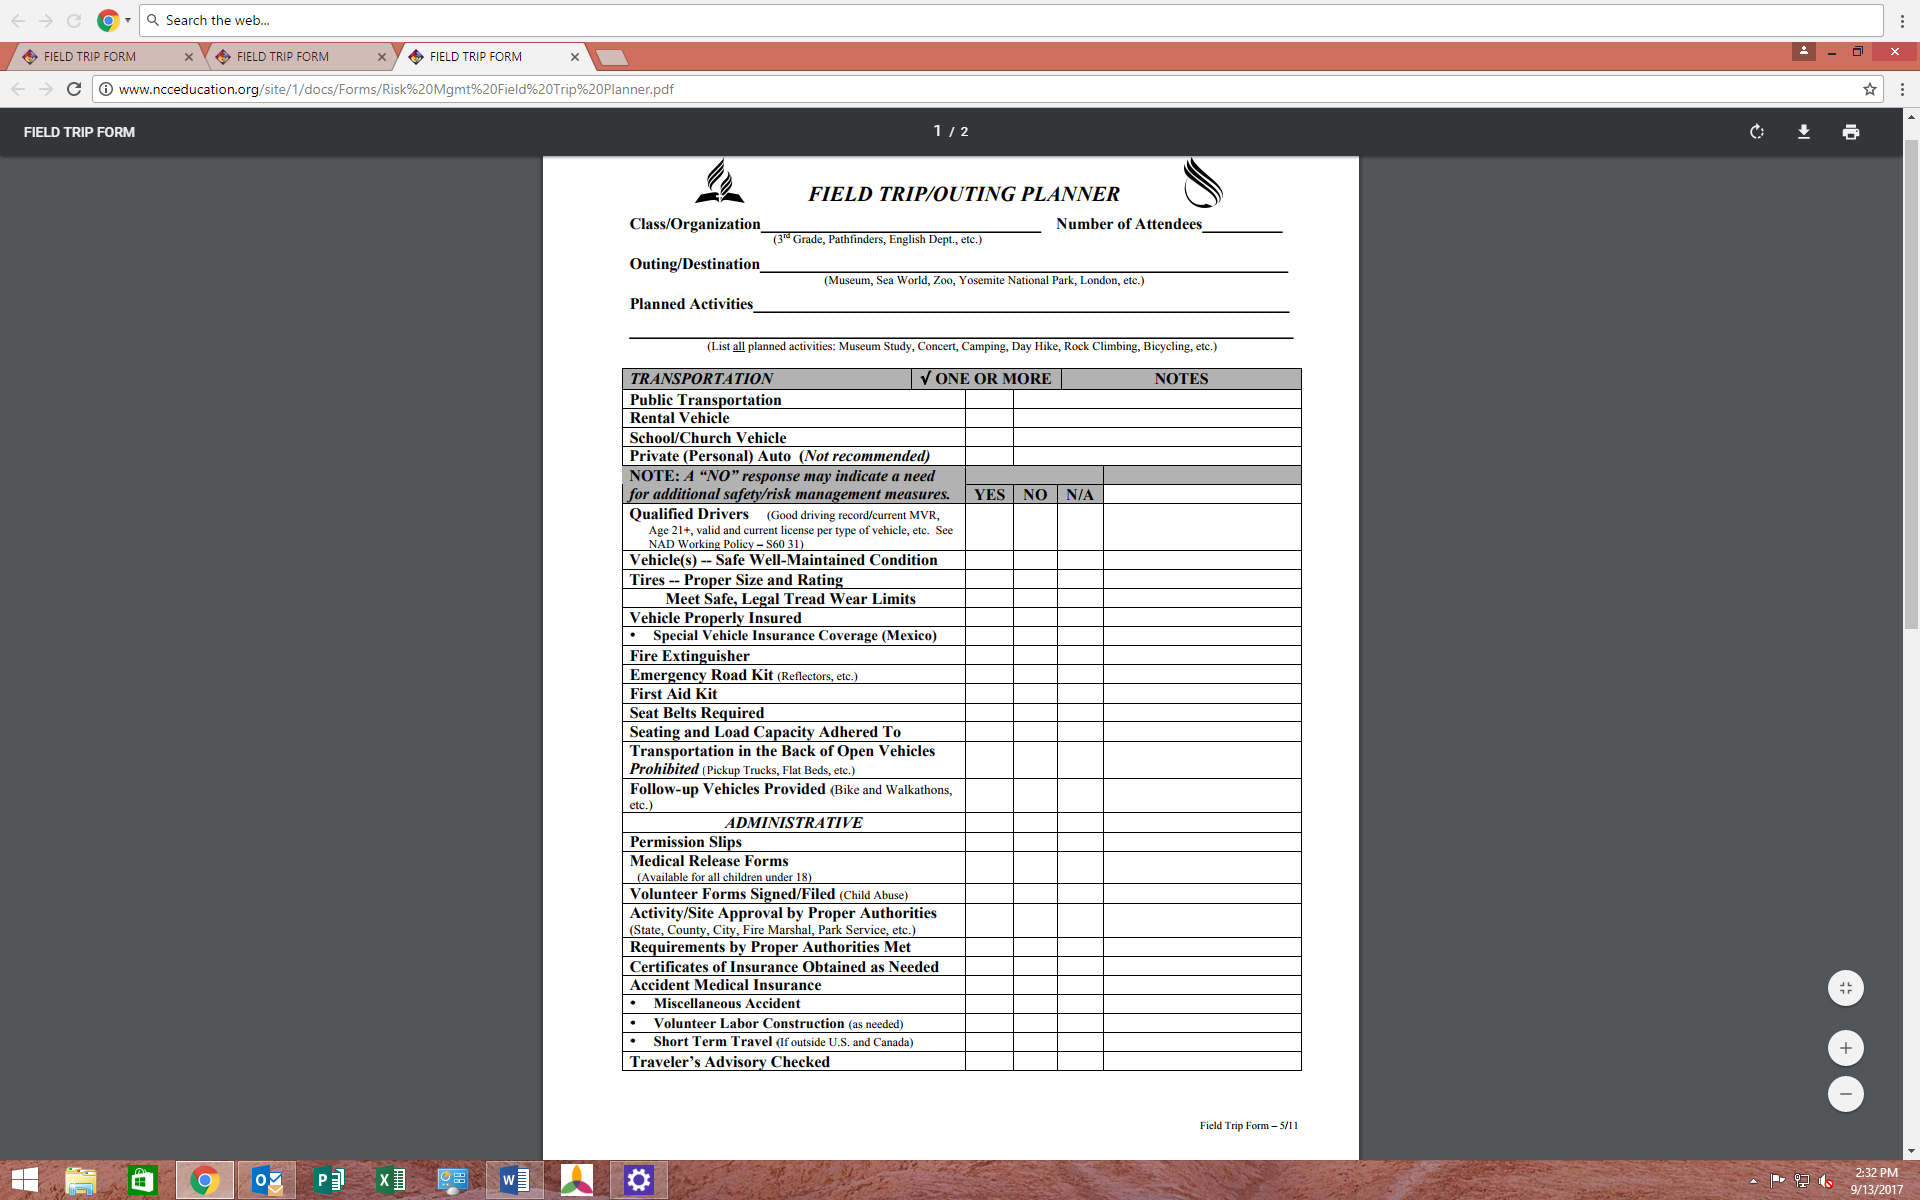 Search the web...
FIELD TRIP FORM
FIELD TRIP FORM
FIELD TRIP FORM
www.ncceducation.org/site/1/docs/Forms/Risk%20Mgmt%20Field%20Trip%20Planner.pdf
FIELD TRIP FORM
1 / 2
FIELD TRIP/OUTING PLANNER
Class/Organization Number of Attendees
(3rd Grade, Pathfinders, English Dept., etc.)
Outing/Destination
(Museum, Sea World, Zoo, Yosemite National Park, London, etc.)
Planned Activities
(List all planned activities: Museum Study, Concert, Camping, Day Hike, Rock Climbing, Bicycling, etc.)
TRANSPORTATION √ ONE OR MORE NOTES
Public Transportation
Rental Vehicle
School/Church Vehicle
Private (Personal) Auto (Not recommended)
NOTE: A “NO” response may indicate a need
for additional safety/risk management measures. YES NO N/A
Qualified Drivers (Good driving record/current MVR,
Age 21+, valid and current license per type of vehicle, etc. See
NAD Working Policy – S60 31)
Vehicle(s) -- Safe Well-Maintained Condition
Tires -- Proper Size and Rating
Meet Safe, Legal Tread Wear Limits
Vehicle Properly Insured
• Special Vehicle Insurance Coverage (Mexico)
Fire Extinguisher
Emergency Road Kit (Reflectors, etc.)
First Aid Kit
Seat Belts Required
Seating and Load Capacity Adhered To
Transportation in the Back of Open Vehicles
Prohibited (Pickup Trucks, Flat Beds, etc.)
Follow-up Vehicles Provided (Bike and Walkathons,
etc.)
ADMINISTRATIVE
Permission Slips
Medical Release Forms
(Available for all children under 18)
Volunteer Forms Signed/Filed (Child Abuse)
Activity/Site Approval by Proper Authorities
(State, County, City, Fire Marshal, Park Service, etc.)
Requirements by Proper Authorities Met
Certificates of Insurance Obtained as Needed
Accident Medical Insurance
• Miscellaneous Accident
• Volunteer Labor Construction (as needed)
• Short Term Travel (If outside U.S. and Canada)
Traveler’s Advisory Checked
Field Trip Form – 5/11
2:32 PM
9/13/2017